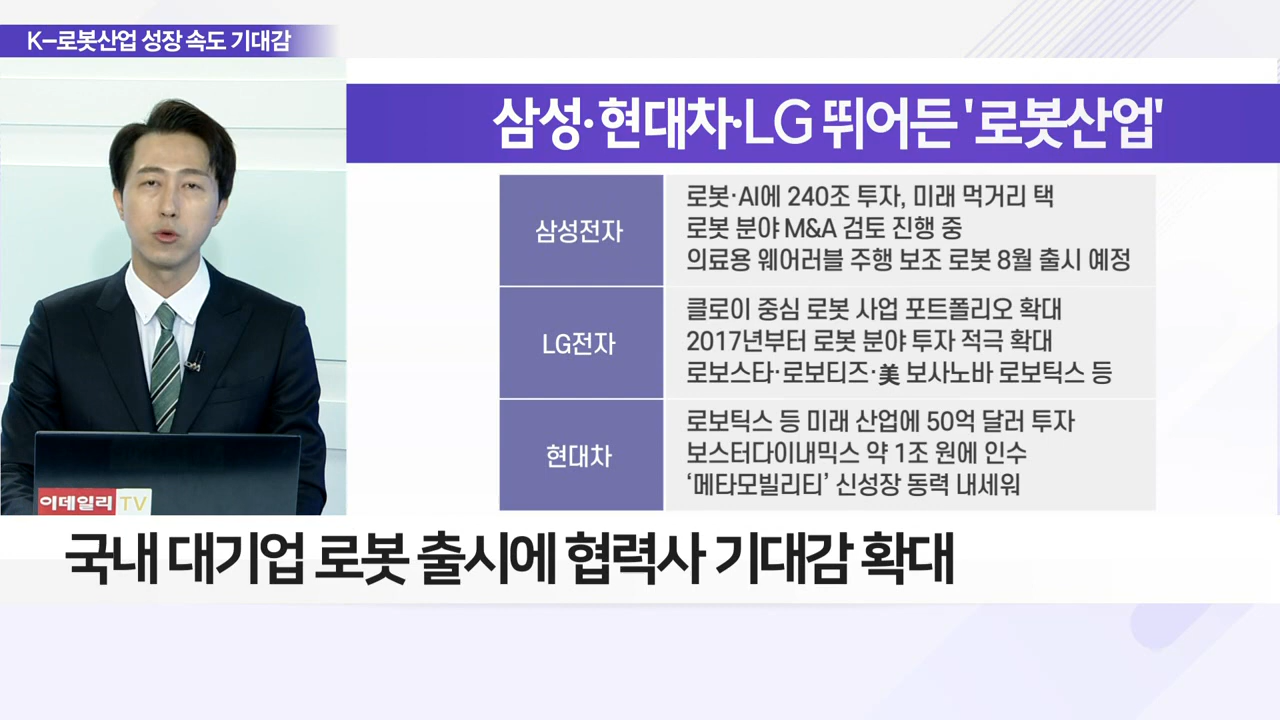 K-로봇산업 성장 속도 기대감
삼성·현대차·LG 뛰어든 '로봇산업'
삼성전자
로봇·AI에 240조 투자, 미래 먹거리 택
로봇 분야 M&A 검토 진행 중
의료용 웨어러블 주행 보조 로봇 8월 출시 예정
LG전자
클로이 중심 로봇 사업 포트폴리오 확대
2017년부터 로봇 분야 투자 적극 확대
로보스타·로보티즈·美 보사노바 로보틱스 등
현대차
로보틱스 등 미래 산업에 50억 달러 투자
보스터다이내믹스 약 1조 원에 인수
‘메타모빌리티’ 신성장 동력 내세워
이데일리 TV
국내 대기업 로봇 출시에 협력사 기대감 확대